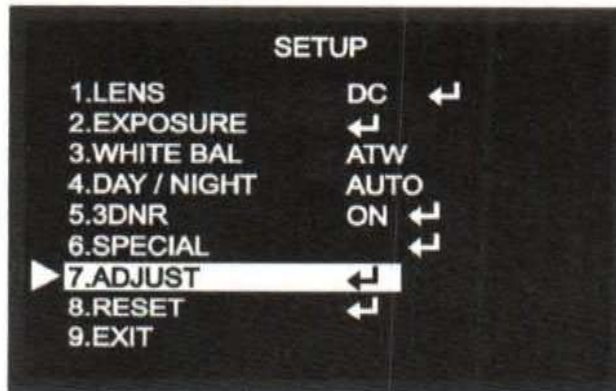 SETUP
1.LENS DC ↵
2.EXPOSURE ↵
3.WHITE BAL ATW
4.DAY / NIGHT AUTO
5.3DNR ON ↵
6.SPECIAL ↵
7.ADJUST ↵
8.RESET ↵
9.EXIT